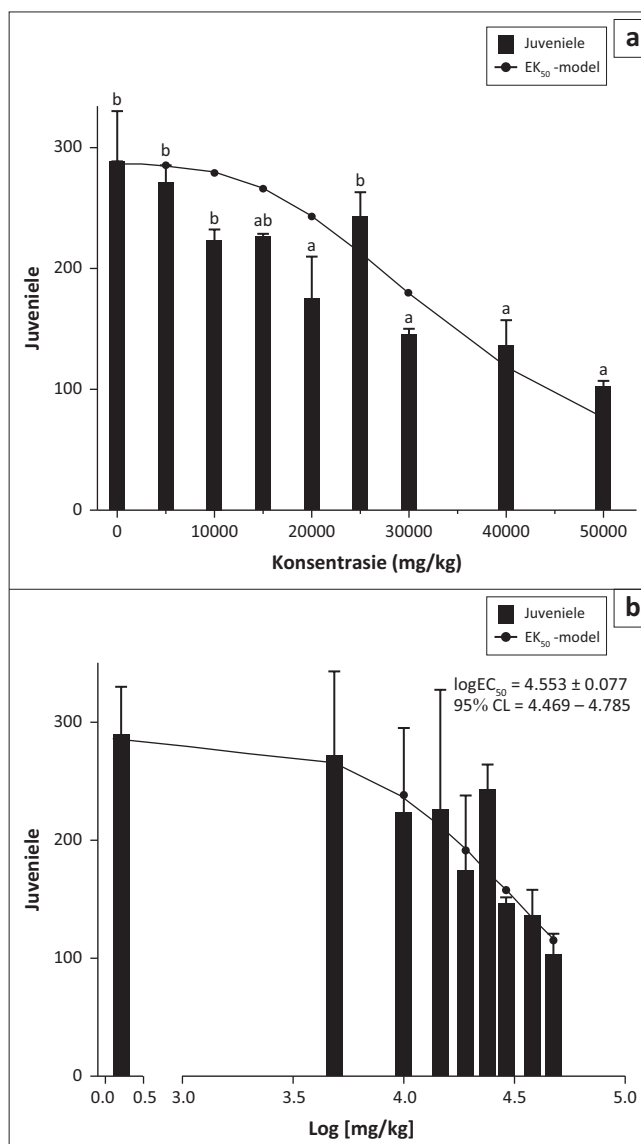 a
Juveniele
EK₅₀ -model
b
b
b
ab
a
b
a
a
a
300
200
100
0
Juveniele
0
10000
20000
30000
40000
50000
Konsentrasie (mg/kg)
b
Juveniele
EK₅₀ -model
logEC₅₀ = 4.553 ± 0.077
95% CL = 4.469 – 4.785
300
200
100
0
Juveniele
0.0
0.5
3.0
3.5
4.0
4.5
5.0
Log [mg/kg]